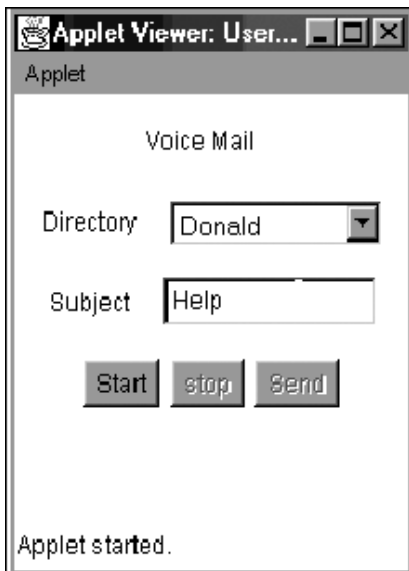 Applet Viewer: User...
Applet
Voice Mail
Directory Donald
Subject Help
Start stop Send
Applet started.